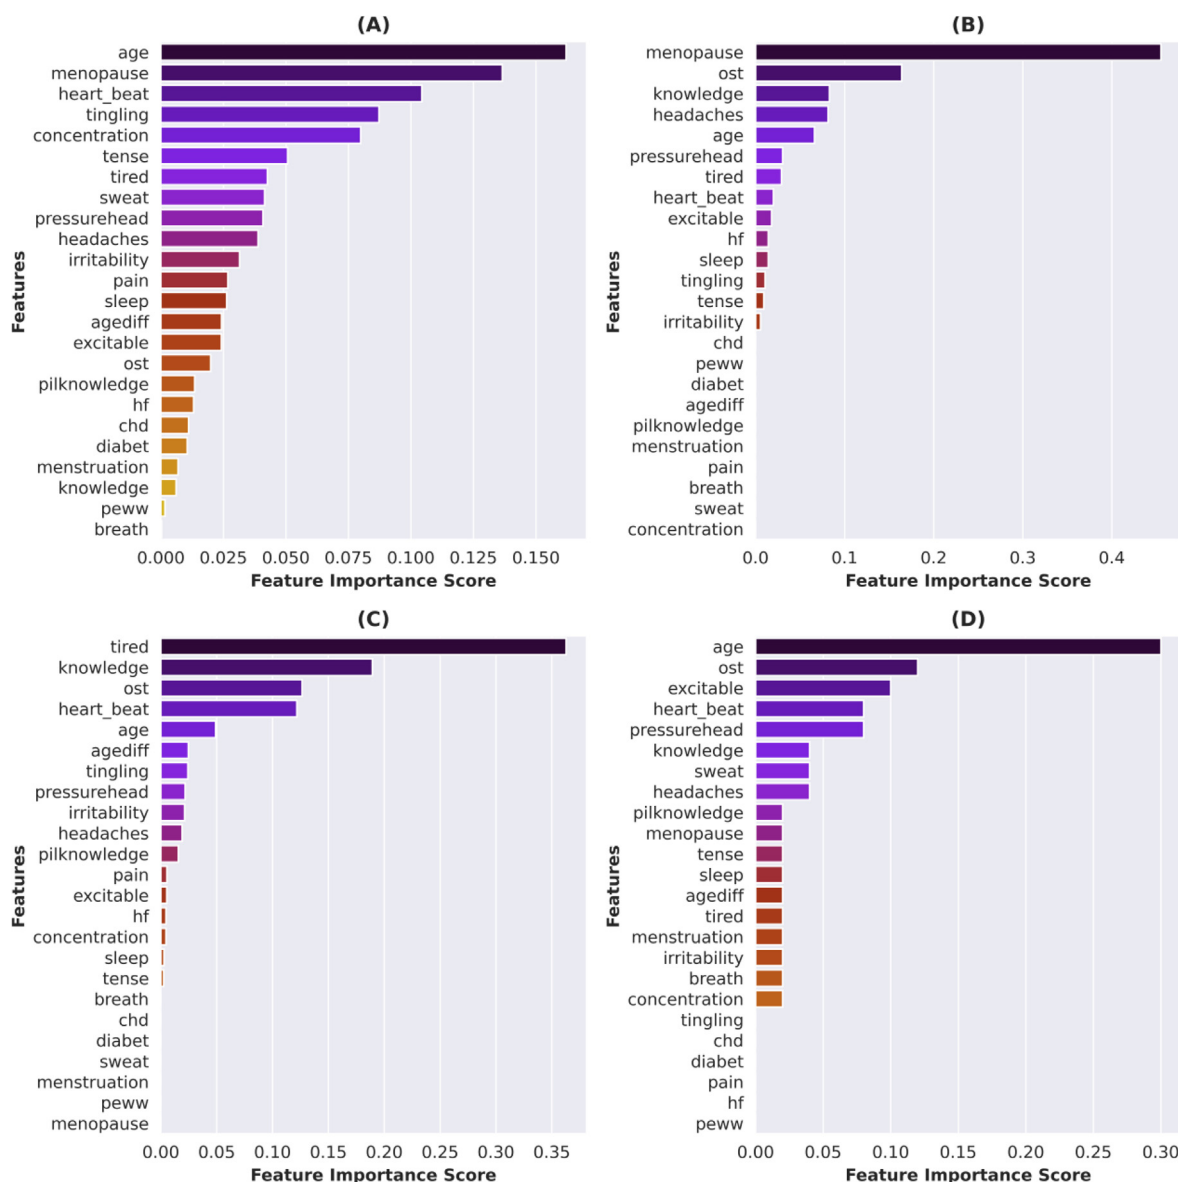 (A)
age
menopause
heart_beat
tingling
concentration
tense
tired
sweat
pressurehead
headaches
irritability
pain
sleep
agediff
excitable
ost
pilknowledge
hf
chd
diabet
menstruation
knowledge
peww
breath
Features
0.000 0.025 0.050 0.075 0.100 0.125 0.150
Feature Importance Score
(B)
menopause
ost
knowledge
headaches
age
pressurehead
tired
heart_beat
excitable
hf
sleep
tingling
tense
irritability
chd
peww
diabet
agediff
pilknowledge
menstruation
pain
breath
sweat
concentration
Features
0.0 0.1 0.2 0.3 0.4
Feature Importance Score
(C)
tired
knowledge
ost
heart_beat
age
agediff
tingling
pressurehead
irritability
headaches
pilknowledge
pain
excitable
hf
concentration
sleep
tense
breath
chd
diabet
sweat
menstruation
peww
menopause
Features
0.00 0.05 0.10 0.15 0.20 0.25 0.30 0.35
Feature Importance Score
(D)
age
ost
excitable
heart_beat
pressurehead
knowledge
sweat
headaches
pilknowledge
menopause
tense
sleep
agediff
tired
menstruation
irritability
breath
concentration
tingling
chd
diabet
pain
hf
peww
Features
0.00 0.05 0.10 0.15 0.20 0.25 0.30
Feature Importance Score